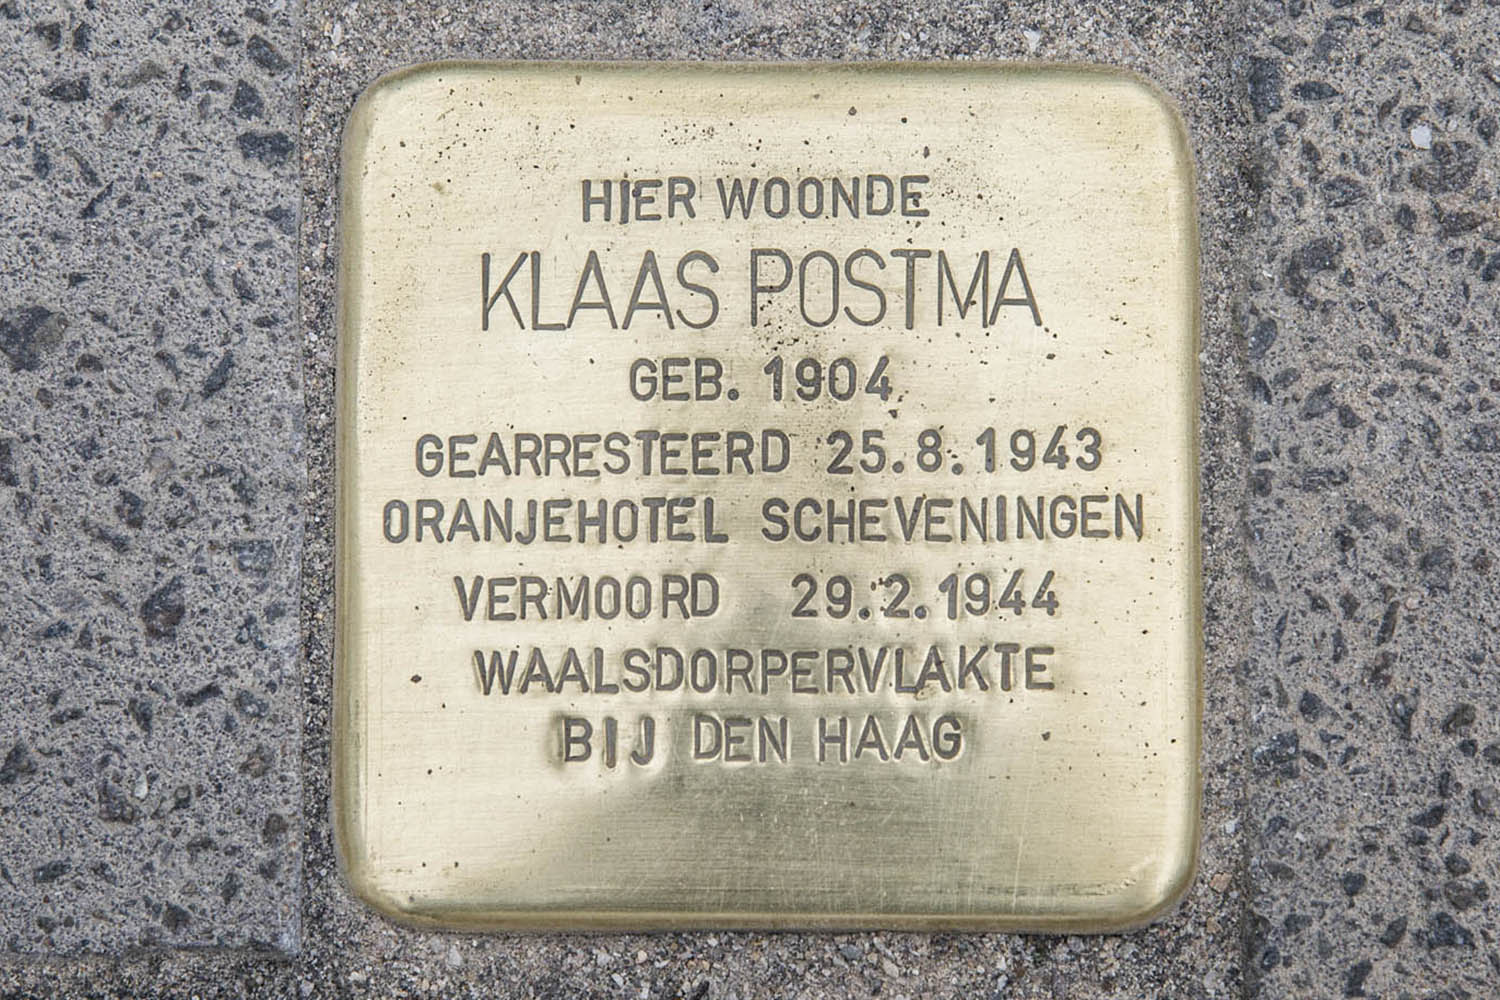 HIER WOONDE
KLAAS POSTMA
GEB. 1904
GEARRESTEERD 25.8.1943
ORANJEHOTEL SCHEVENINGEN
VERMOORD 29.2.1944
WAALSDORPERVLAKTE
BIJ DEN HAAG